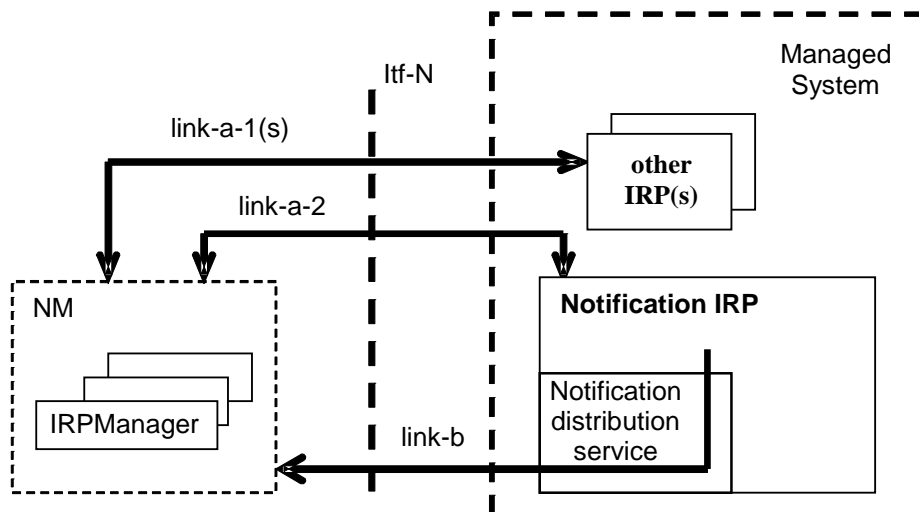 Managed
System
Itf-N
link-a-1(s)
other
IRP(s)
link-a-2
NM
Notification IRP
IRPManager
Notification
distribution
service
link-b